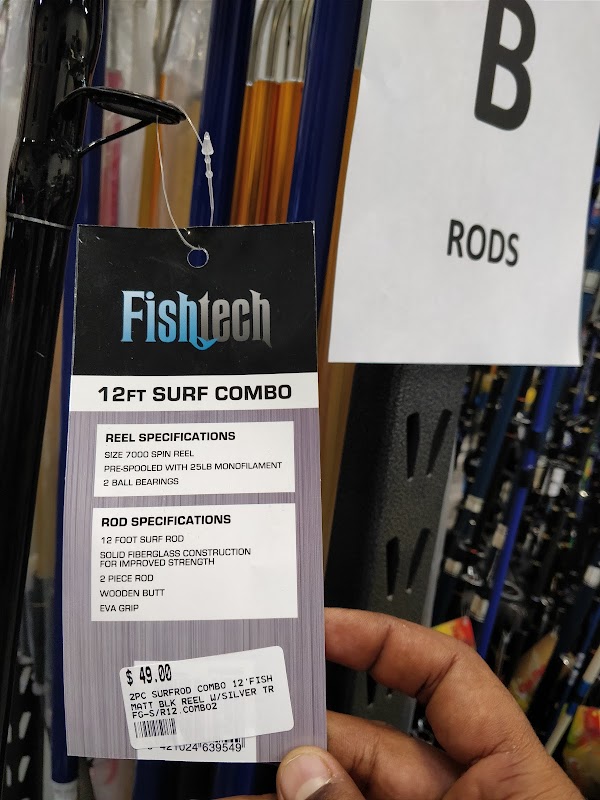 B
RODS
Fishtech
12FT SURF COMBO
REEL SPECIFICATIONS
SIZE 7000 SPIN REEL
PRE-SPOOLED WITH 25LB MONOFILAMENT
2 BALL BEARINGS
ROD SPECIFICATIONS
12 FOOT SURF ROD
SOLID FIBERGLASS CONSTRUCTION
FOR IMPROVED STRENGTH
2 PIECE ROD
WOODEN BUTT
EVA GRIP
$ 49.00
2PC SURFROD COMBO 12'FISH
MATT BLK REEL W/SILVER TR
FG-S/R12.COMBO2
421024 639549